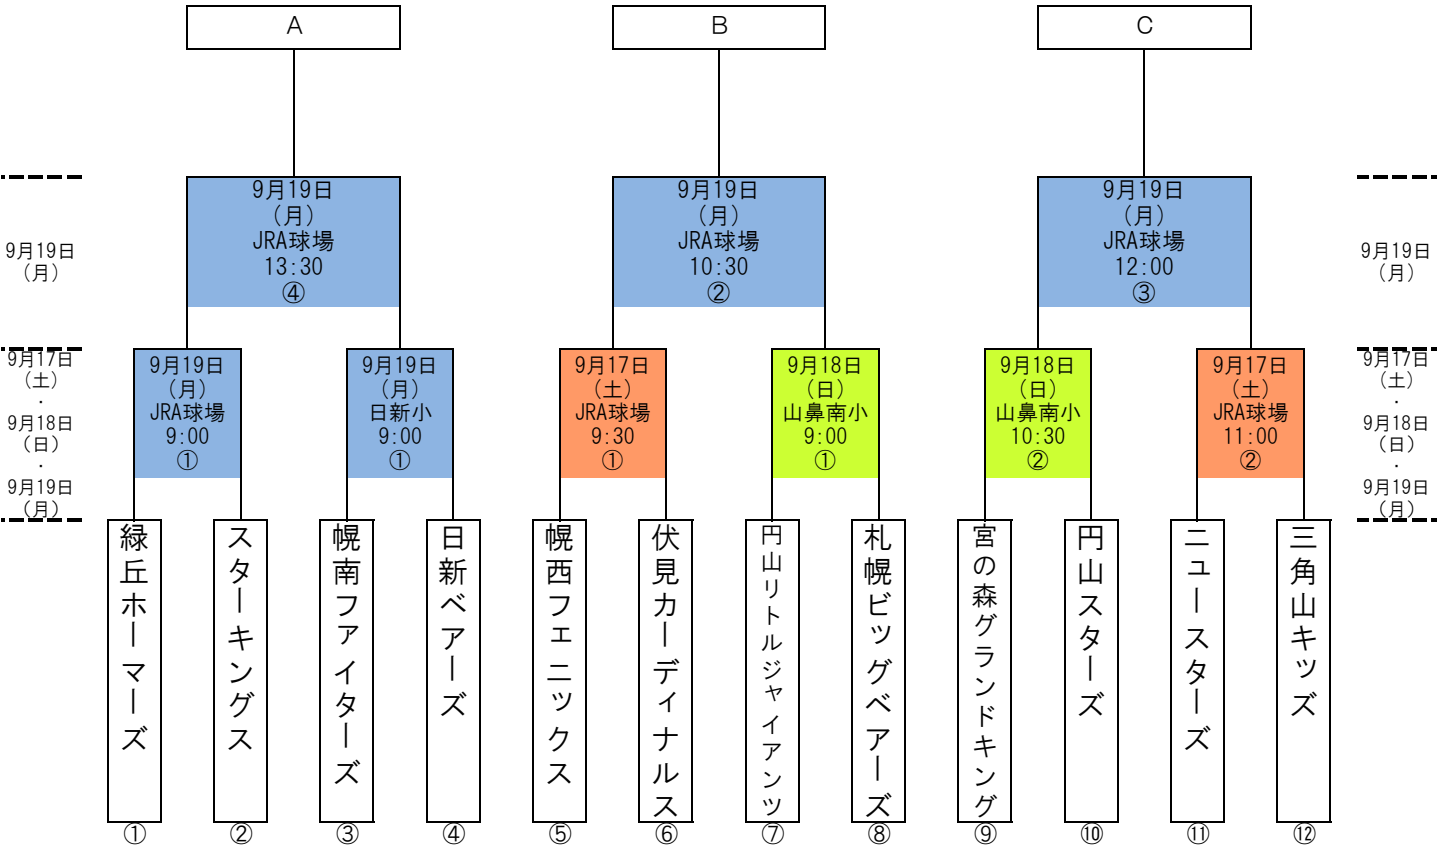 A
B
C
9月19日
（月）
JRA球場
13:30
④
9月19日
（月）
JRA球場
10:30
②
9月19日
（月）
JRA球場
12:00
③
9月19日
（月）
9月19日
（月）
9月17日
（土）
・
9月18日
（日）
・
9月19日
（月）
9月19日
（月）
JRA球場
9:00
①
9月19日
（月）
日新小
9:00
①
9月17日
（土）
JRA球場
9:30
①
9月18日
（日）
山鼻南小
9:00
①
9月18日
（日）
山鼻南小
10:30
②
9月17日
（土）
JRA球場
11:00
②
9月17日
（土）
・
9月18日
（日）
・
9月19日
（月）
緑丘ホーマーズ
スターキングス
幌南ファイターズ
日新ベアーズ
幌西フェニックス
伏見カーディナルス
円山リトルジャイアンツ
札幌ビッグベアーズ
宮の森グランドキング
円山スターズ
ニュースターズ
三角山キッズ
①
②
③
④
⑤
⑥
⑦
⑧
⑨
⑩
⑪
⑫